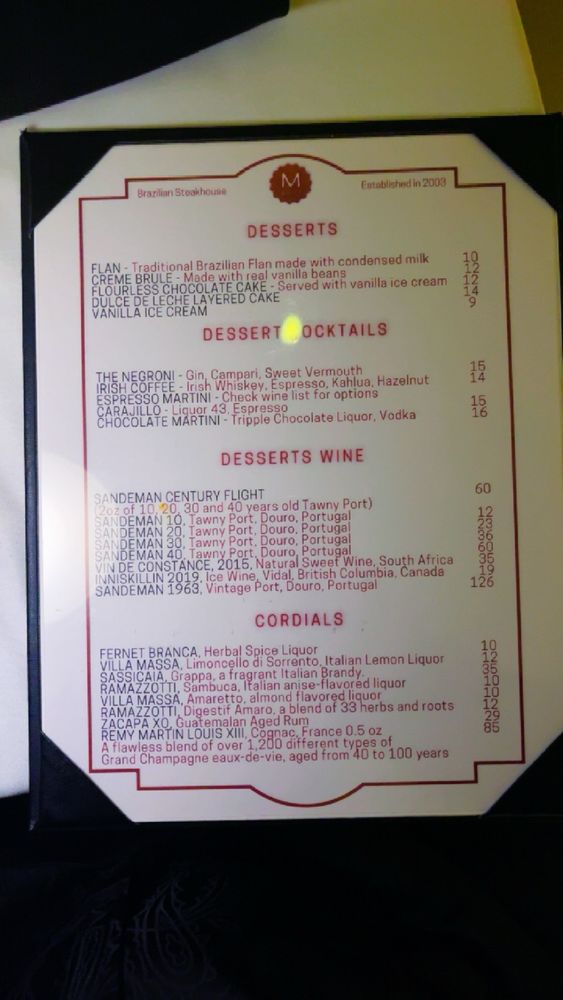 Brazilian Steakhouse
M
Established in 2003
DESSERTS
FLAN - Traditional Brazilian Flan made with condensed milk 10
CREME BRULE - Made with real vanilla beans 12
FLOURLESS CHOCOLATE CAKE - Served with vanilla ice cream 12
DULCE DE LECHE LAYERED CAKE 14
VANILLA ICE CREAM 9
DESSERT OCKTAILS
THE NEGRONI - Gin, Campari, Sweet Vermouth 15
IRISH COFFEE - Irish Whiskey, Espresso, Kahlua, Hazelnut 14
ESPRESSO MARTINI - Check wine list for options
CARAJILLO - Liquor 43, Espresso 15
CHOCOLATE MARTINI - Tripple Chocolate Liquor, Vodka 16
DESSERTS WINE
SANDEMAN CENTURY FLIGHT 60
(2oz of 10, 20, 30 and 40 years old Tawny Port)
SANDEMAN 10, Tawny Port, Douro, Portugal 12
SANDEMAN 20, Tawny Port, Douro, Portugal 23
SANDEMAN 30, Tawny Port, Douro, Portugal 36
SANDEMAN 40, Tawny Port, Douro, Portugal 60
VIN DE CONSTANCE, 2015, Natural Sweet Wine, South Africa 35
INNISKILLIN 2019, Ice Wine, Vidal, British Columbia, Canada 19
SANDEMAN 1963, Vintage Port, Douro, Portugal 126
CORDIALS
FERNET BRANCA, Herbal Spice Liquor 10
VILLA MASSA, Limoncello di Sorrento, Italian Lemon Liquor 12
SASSICAIA, Grappa, a fragrant Italian Brandy. 35
RAMAZZOTTI, Sambuca, Italian anise-flavored liquor 10
VILLA MASSA, Amaretto, almond flavored liquor 10
RAMAZZOTTI, Digestif Amaro, a blend of 33 herbs and roots 12
ZACAPA XO, Guatemalan Aged Rum 29
REMY MARTIN LOUIS XIII, Cognac, France 0.5 oz 85
A flawless blend of over 1,200 different types of
Grand Champagne eaux-de-vie, aged from 40 to 100 years